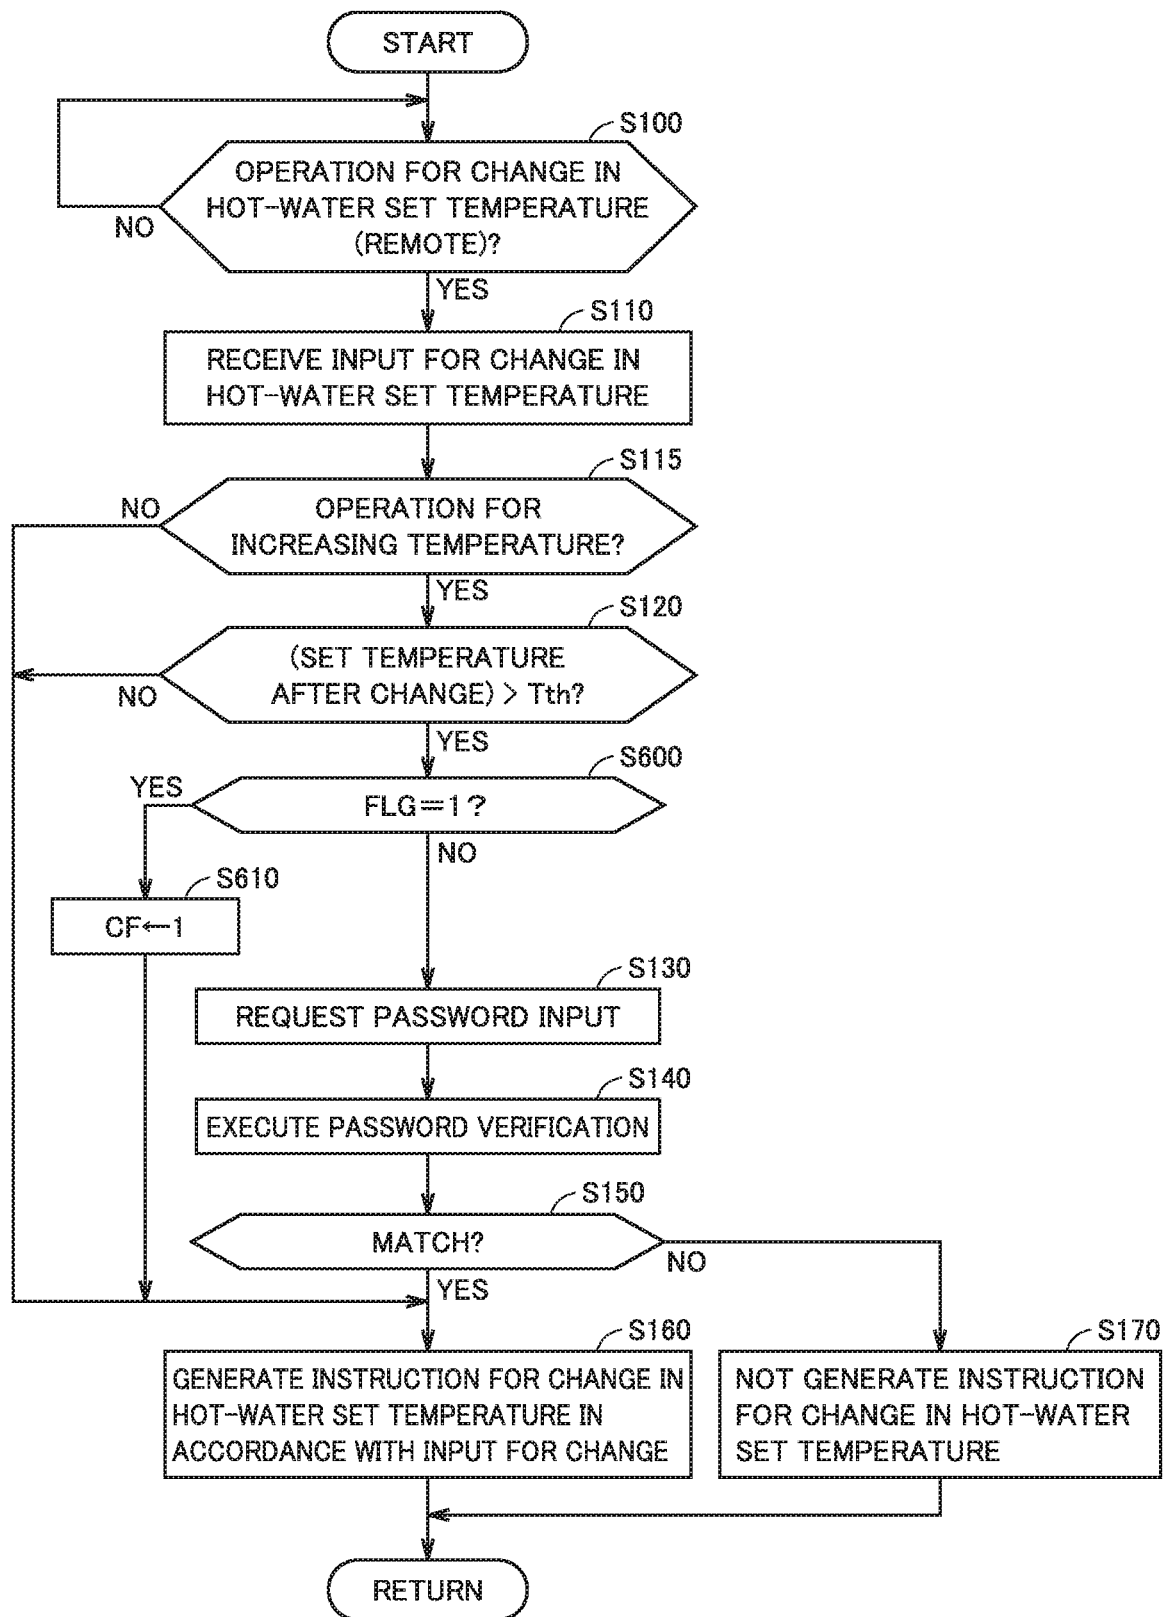 START
S100
OPERATION FOR CHANGE IN
HOT-WATER SET TEMPERATURE
(REMOTE)?
NO
YES
S110
RECEIVE INPUT FOR CHANGE IN
HOT-WATER SET TEMPERATURE
S115
NO
OPERATION FOR
INCREASING TEMPERATURE?
YES
S120
(SET TEMPERATURE
AFTER CHANGE) > Tth?
NO
YES
S600
YES
FLG=1?
NO
S610
CF←1
S130
REQUEST PASSWORD INPUT
S140
EXECUTE PASSWORD VERIFICATION
S150
MATCH?
NO
YES
S160
GENERATE INSTRUCTION FOR CHANGE IN
HOT-WATER SET TEMPERATURE IN
ACCORDANCE WITH INPUT FOR CHANGE
S170
NOT GENERATE INSTRUCTION
FOR CHANGE IN HOT-WATER
SET TEMPERATURE
RETURN